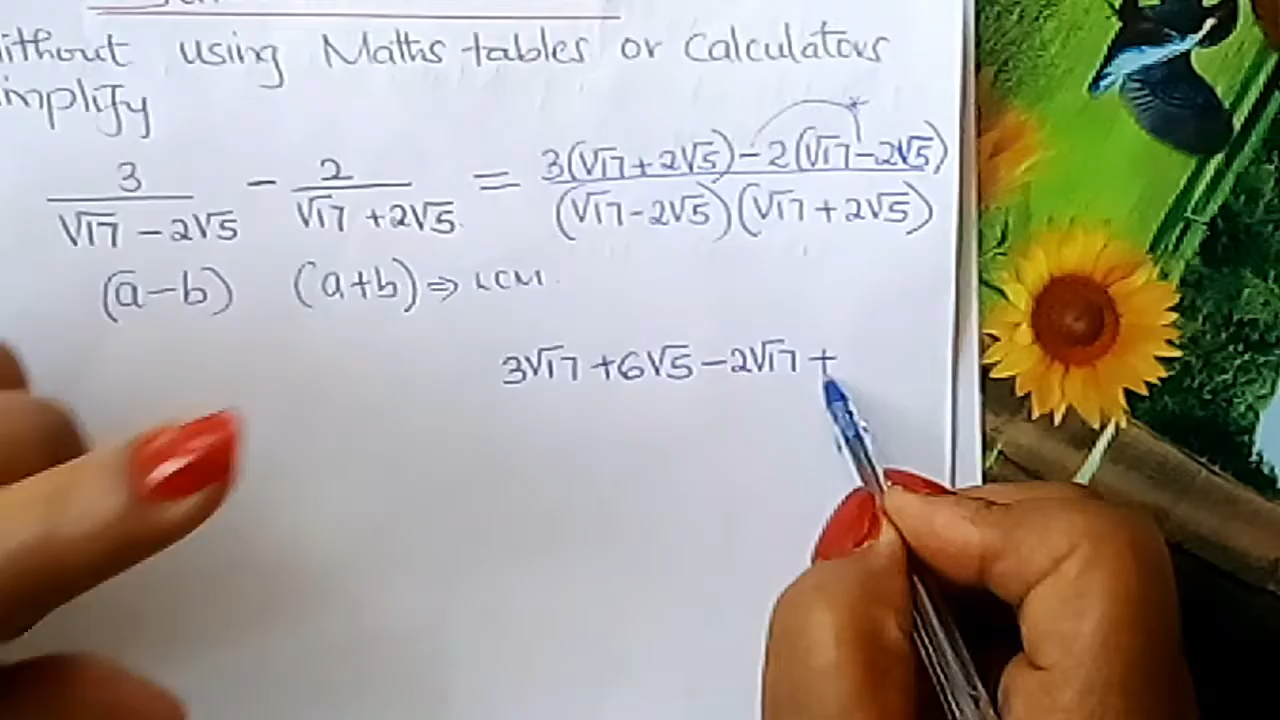 ithout using Maths tables or Calculators
implify
3/(√17 - 2√5) - 2/(√17 + 2√5) = (3(√17 + 2√5) - 2(√17 - 2√5))/((√17 - 2√5)(√17 + 2√5))
(a - b) (a + b) ⇒ LCM
3√17 + 6√5 - 2√17 +